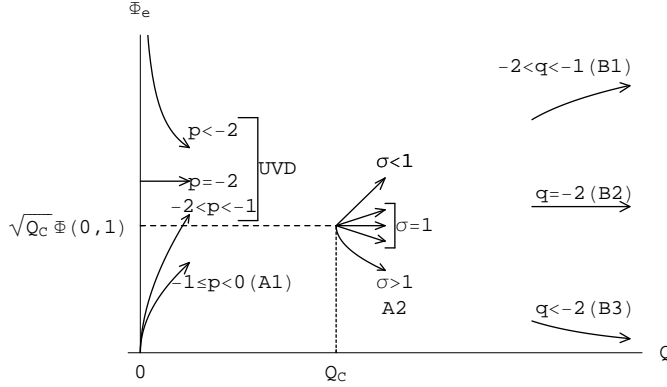 Φe
-2<q<-1(B1)
p<-2
UVD
σ<1
p=-2
-2<p<-1
q=-2(B2)
√QC Φ(0,1)
σ=1
-1≤p<0(A1)
σ>1
A2
q<-2(B3)
0
QC
Q